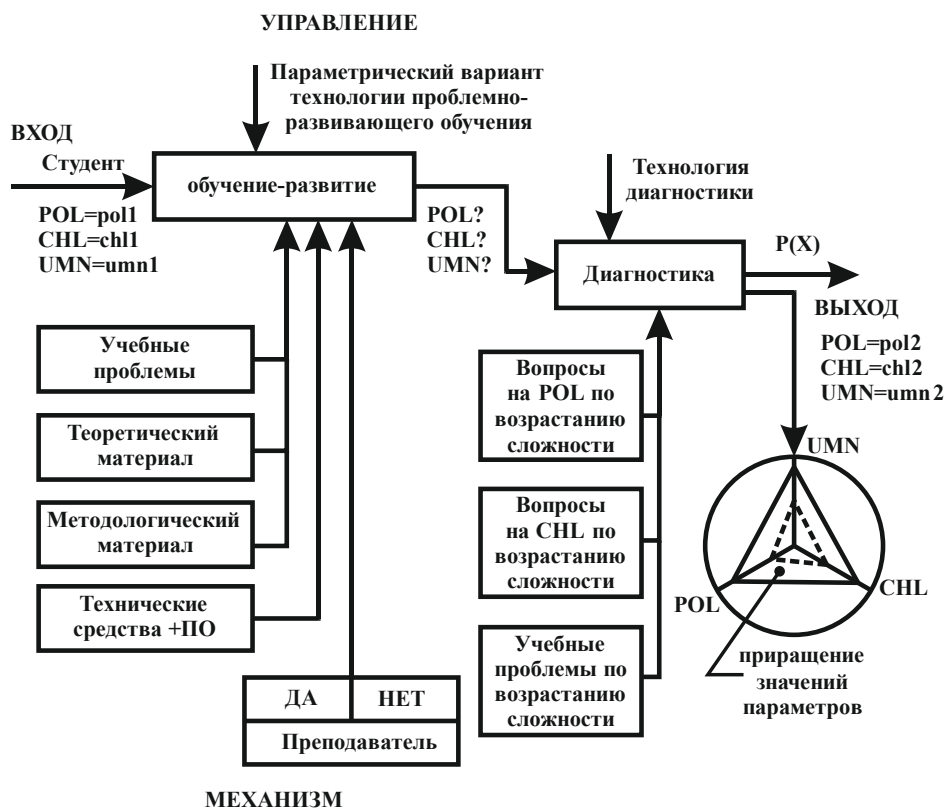 УПРАВЛЕНИЕ
Параметрический вариант
технологии проблемно-
развивающего обучения
ВХОД
Студент
обучение-развитие
POL=pol1
CHL=chl1
UMN=umn1
POL?
CHL?
UMN?
Технология
диагностики
Диагностика
P(X)
ВЫХОД
POL=pol2
CHL=chl2
UMN=umn2
Учебные
проблемы
Теоретический
материал
Методологический
материал
Технические
средства +ПО
ДА
НЕТ
Преподаватель
МЕХАНИЗМ
Вопросы
на POL по
возрастанию
сложности
Вопросы
на CHL по
возрастанию
сложности
Учебные
проблемы по
возрастанию
сложности
UMN
POL
CHL
приращение
значений
параметров